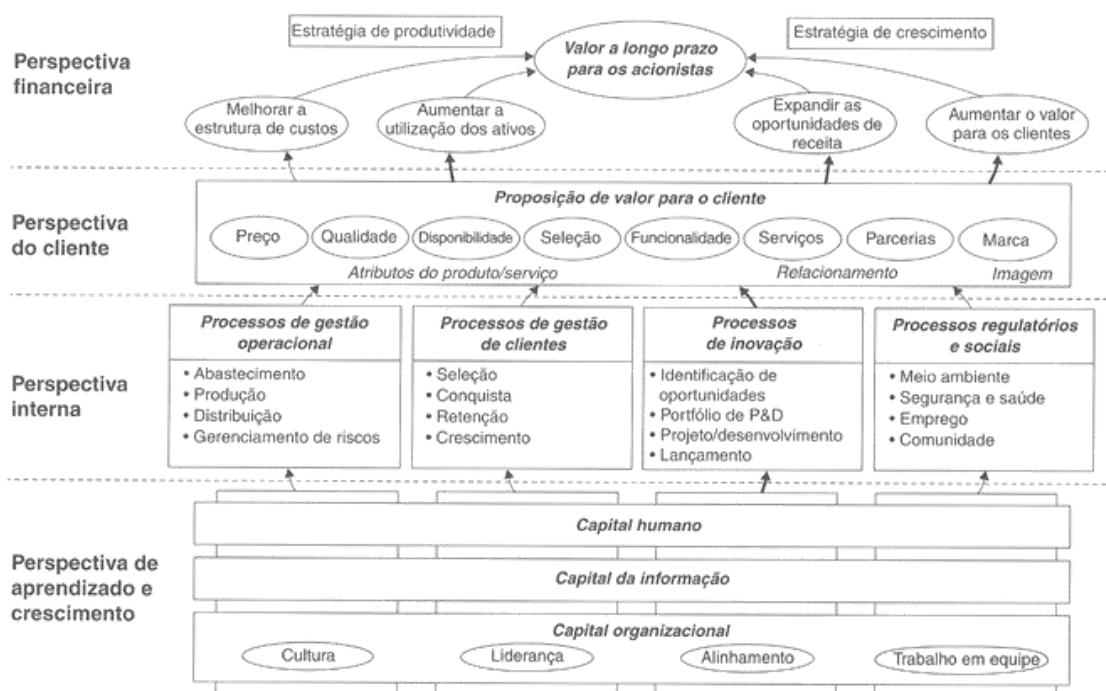 Perspectiva
financeira
Estratégia de produtividade
Valor a longo prazo
para os acionistas
Estratégia de crescimento
Melhorar a
estrutura de custos
Aumentar a
utilização dos ativos
Expandir as
oportunidades de
receita
Aumentar o valor
para os clientes
Perspectiva
do cliente
Proposição de valor para o cliente
Preço
Qualidade
Disponibilidade
Seleção
Funcionalidade
Serviços
Parcerias
Marca
Atributos do produto/serviço
Relacionamento
Imagem
Perspectiva
interna
Processos de gestão
operacional
• Abastecimento
• Produção
• Distribuição
• Gerenciamento de riscos
Processos de gestão
de clientes
• Seleção
• Conquista
• Retenção
• Crescimento
Processos
de inovação
• Identificação de
oportunidades
• Portfólio de P&D
• Projeto/desenvolvimento
• Lançamento
Processos regulatórios
e sociais
• Meio ambiente
• Segurança e saúde
• Emprego
• Comunidade
Perspectiva de
aprendizado e
crescimento
Capital humano
Capital da informação
Capital organizacional
Cultura
Liderança
Alinhamento
Trabalho em equipe